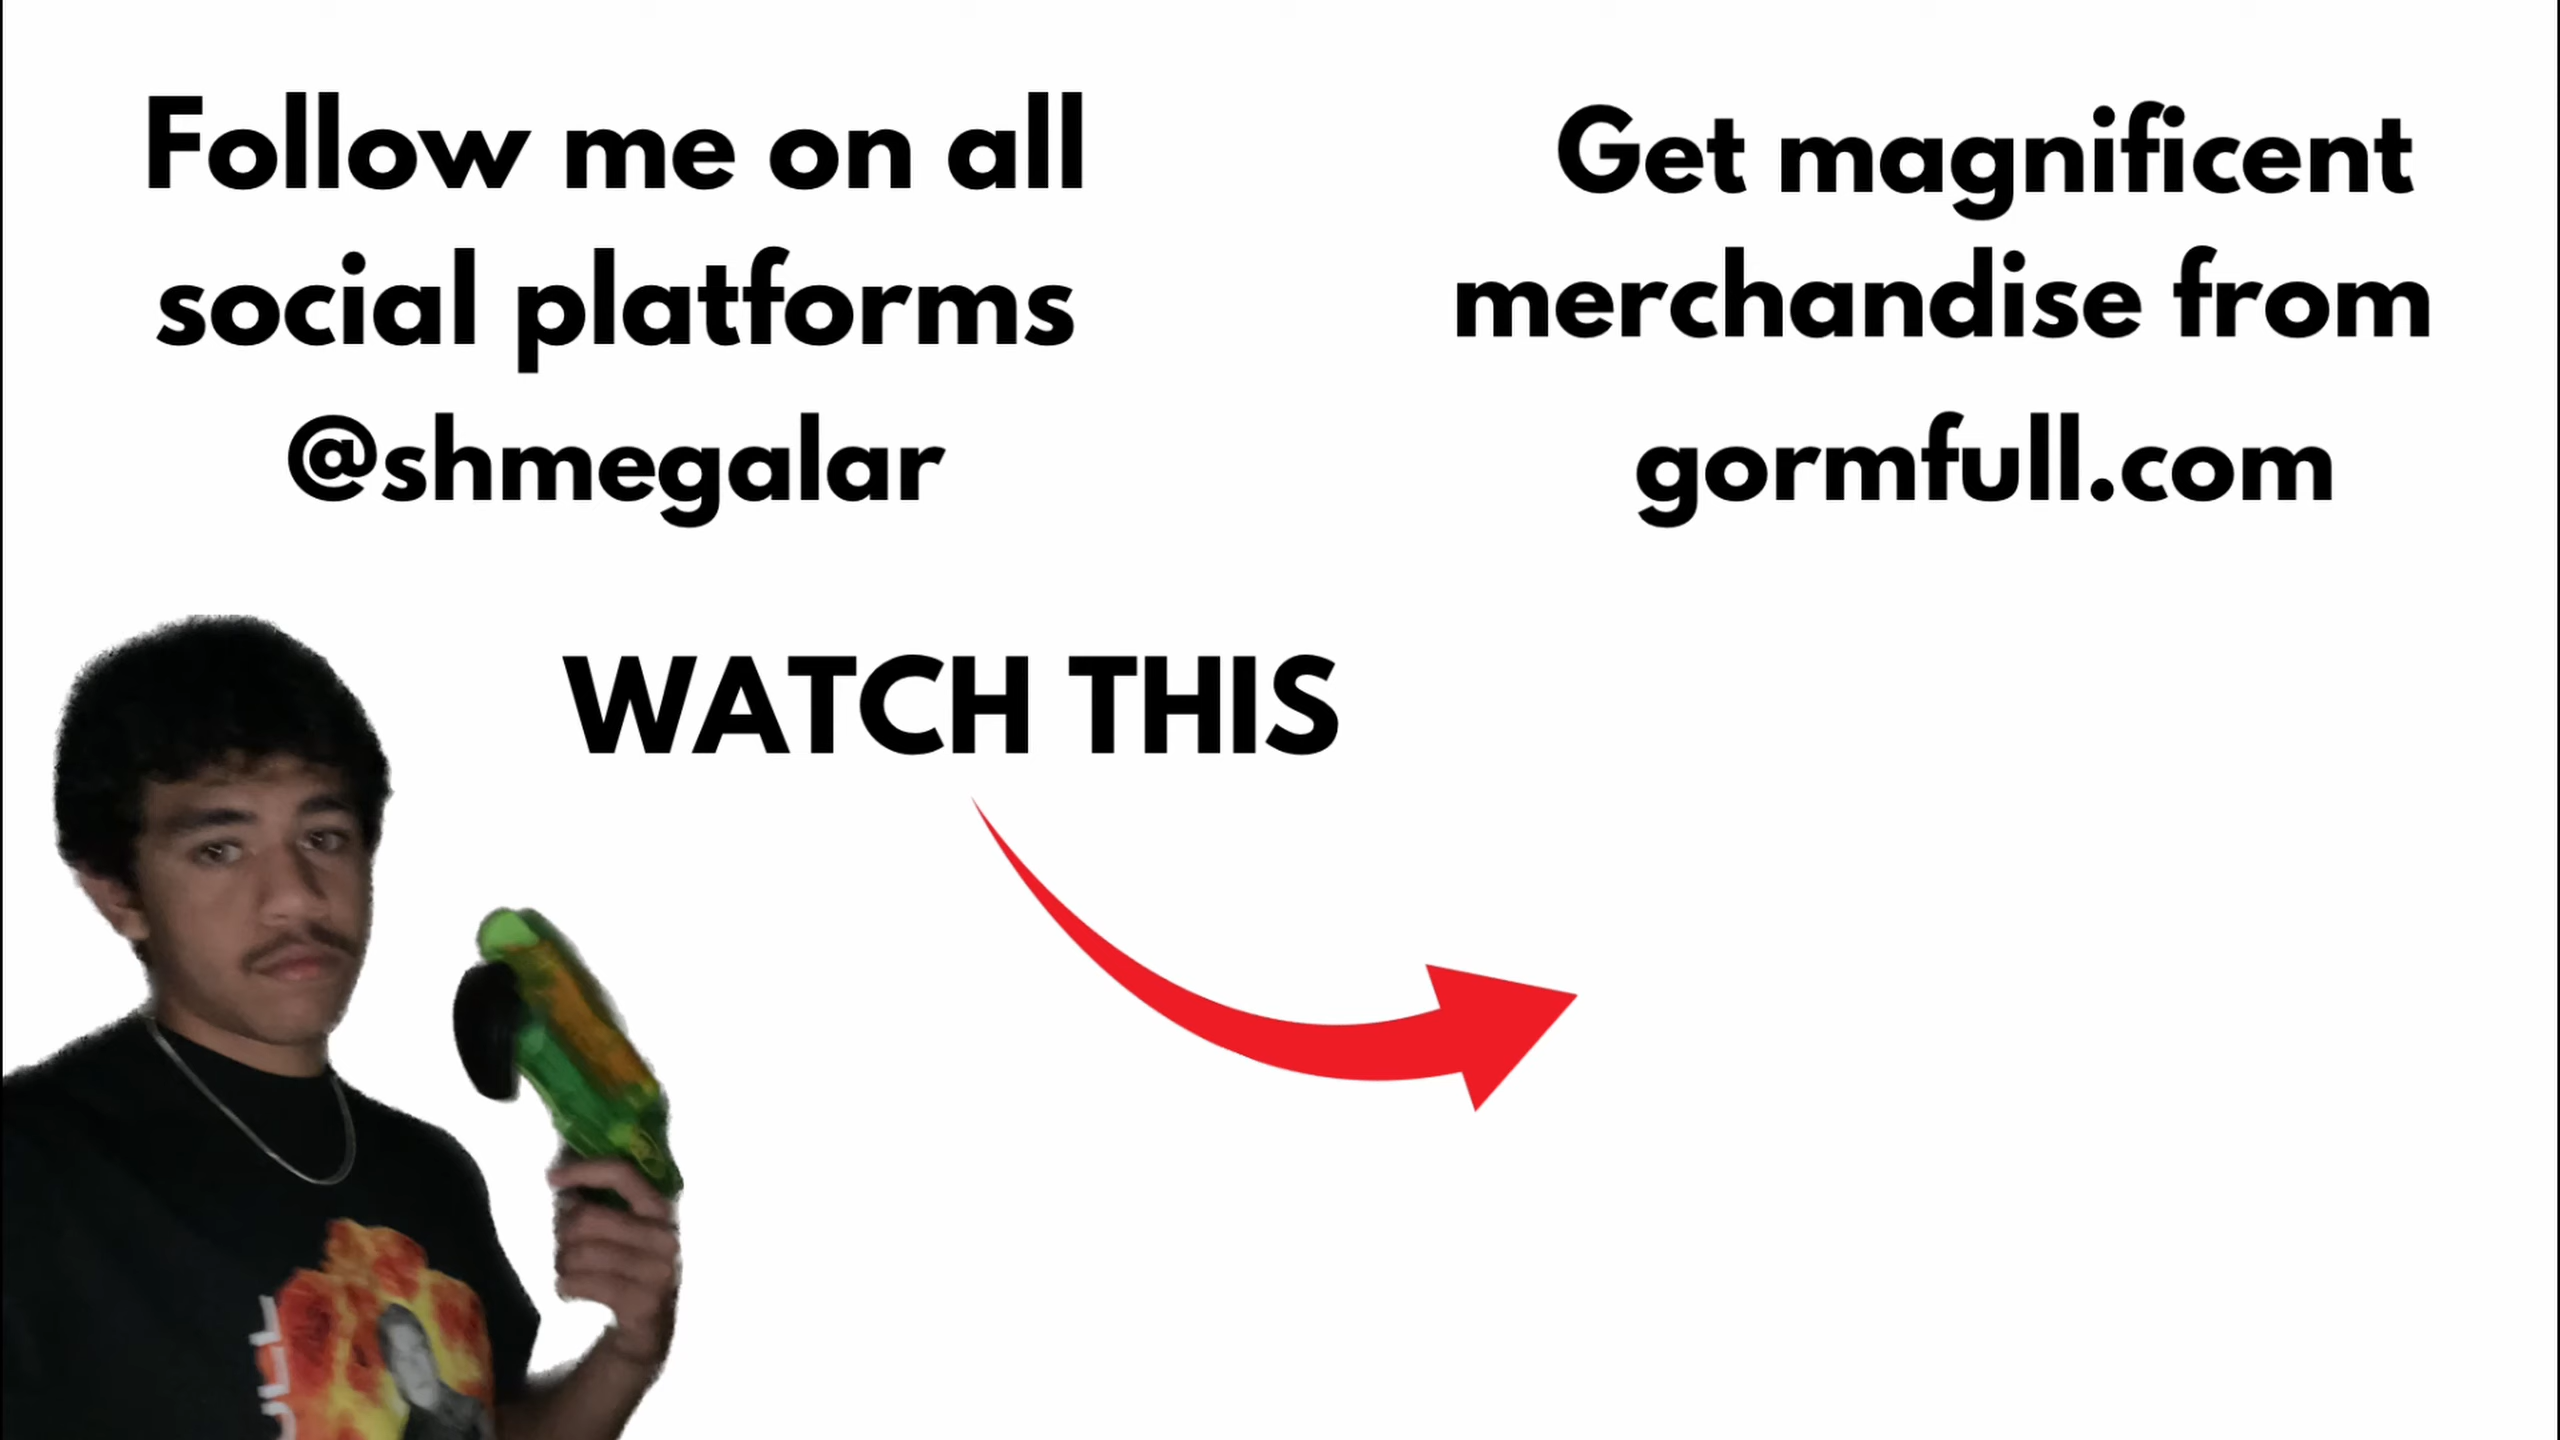 Follow me on all
social platforms
@shmegalar
Get magnificent
merchandise from
gormfull.com
WATCH THIS